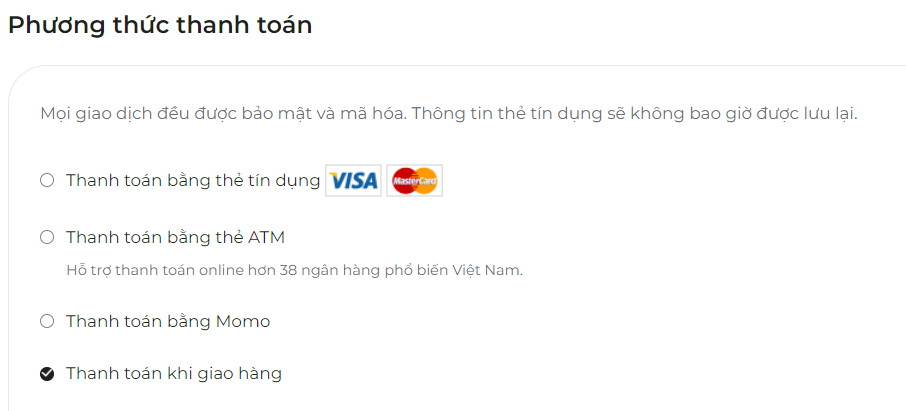 Phương thức thanh toán
Mọi giao dịch đều được bảo mật và mã hóa. Thông tin thẻ tín dụng sẽ không bao giờ được lưu lại.
Thanh toán bằng thẻ tín dụng VISA MasterCard
Thanh toán bằng thẻ ATM
Hỗ trợ thanh toán online hơn 38 ngân hàng phổ biến Việt Nam.
Thanh toán bằng Momo
Thanh toán khi giao hàng